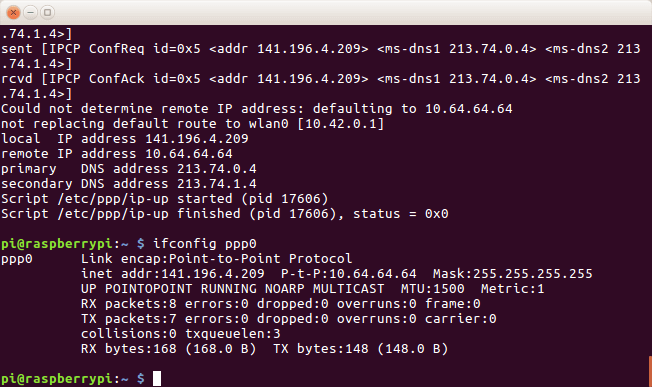 .74.1.4>]
sent [IPCP ConfReq id=0x5 <addr 141.196.4.209> <ms-dns1 213.74.0.4> <ms-dns2 213
.74.1.4>]
rcvd [IPCP ConfAck id=0x5 <addr 141.196.4.209> <ms-dns1 213.74.0.4> <ms-dns2 213
.74.1.4>]
Could not determine remote IP address: defaulting to 10.64.64.64
not replacing default route to wlan0 [10.42.0.1]
local  IP address 141.196.4.209
remote IP address 10.64.64.64
primary   DNS address 213.74.0.4
secondary DNS address 213.74.1.4
Script /etc/ppp/ip-up started (pid 17606)
Script /etc/ppp/ip-up finished (pid 17606), status = 0x0
pi@raspberrypi:~ $ ifconfig ppp0
ppp0      Link encap:Point-to-Point Protocol
          inet addr:141.196.4.209  P-t-P:10.64.64.64  Mask:255.255.255.255
          UP POINTOPOINT RUNNING NOARP MULTICAST  MTU:1500  Metric:1
          RX packets:8 errors:0 dropped:0 overruns:0 frame:0
          TX packets:7 errors:0 dropped:0 overruns:0 carrier:0
          collisions:0 txqueuelen:3
          RX bytes:168 (168.0 B)  TX bytes:148 (148.0 B)
pi@raspberrypi:~ $